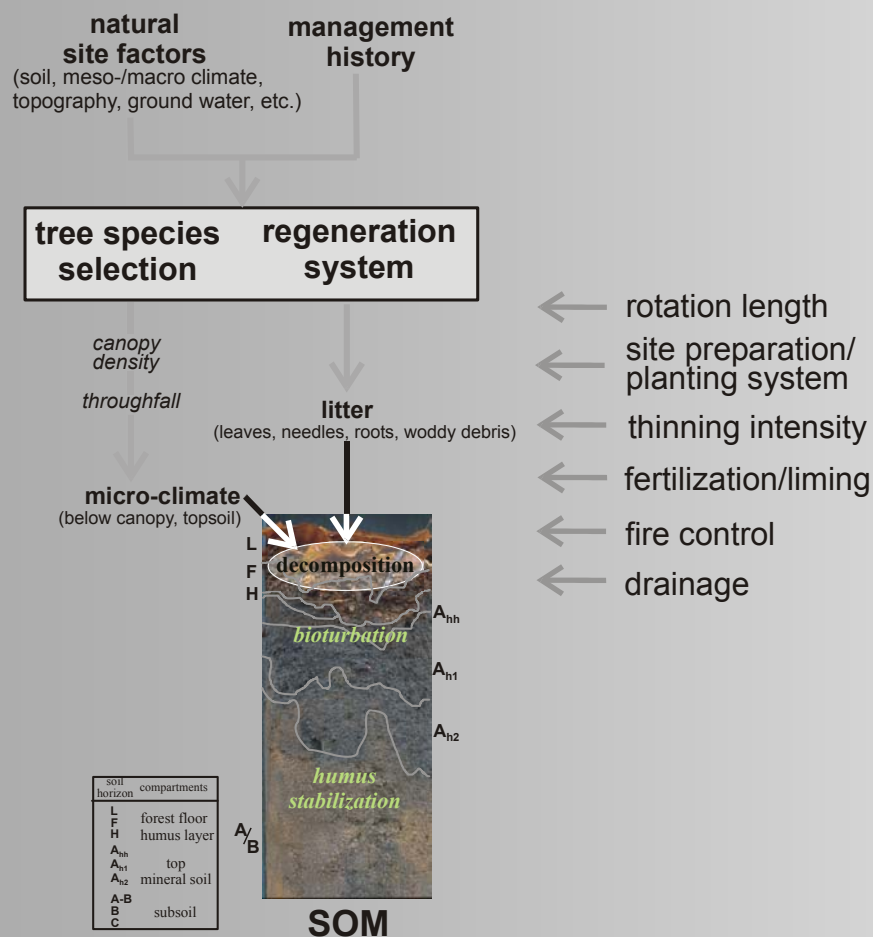 natural
site factors
(soil, meso-/macro climate,
topography, ground water, etc.)
management
history
tree species
selection
regeneration
system
canopy
density
throughfall
litter
(leaves, needles, roots, woddy debris)
micro-climate
(below canopy, topsoil)
rotation length
site preparation/
planting system
thinning intensity
fertilization/liming
fire control
drainage
L
F
H
decomposition
Ahh
bioturbation
Ah1
Ah2
humus
stabilization
A/B
SOM
soil
horizon
compartments
L
F
H
forest floor
humus layer
Ahh
Ah1
Ah2
top
mineral soil
A-B
B
C
subsoil